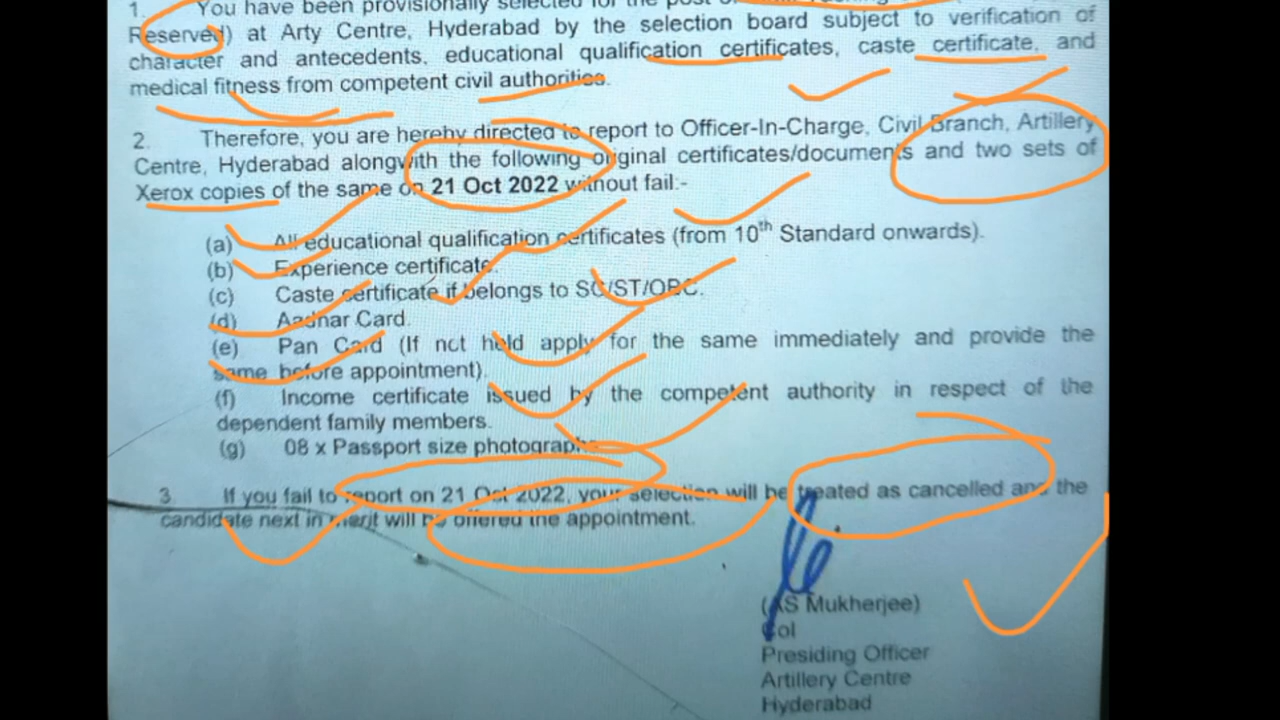 1. You have been provisionally selected for the post of
Reserved) at Arty Centre, Hyderabad by the selection board subject to verification of
character and antecedents, educational qualification certificates, caste certificate, and
medical fitness from competent civil authorities.
2. Therefore, you are hereby directed to report to Officer-In-Charge, Civil Branch, Artillery
Centre, Hyderabad alongwith the following original certificates/documents and two sets of
Xerox copies of the same on 21 Oct 2022 without fail:-
(a) All educational qualification certificates (from 10th Standard onwards).
(b) Experience certificate.
(c) Caste certificate if belongs to SC/ST/OBC.
(d) Aadhar Card.
(e) Pan Card (If not held apply for the same immediately and provide the
same before appointment).
(f) Income certificate issued by the competent authority in respect of the
dependent family members.
(g) 08 x Passport size photographs
3 If you fail to report on 21 Oct 2022, your selection will be treated as cancelled and the
candidate next in merit will be offered the appointment.
(AS Mukherjee)
Col
Presiding Officer
Artillery Centre
Hyderabad